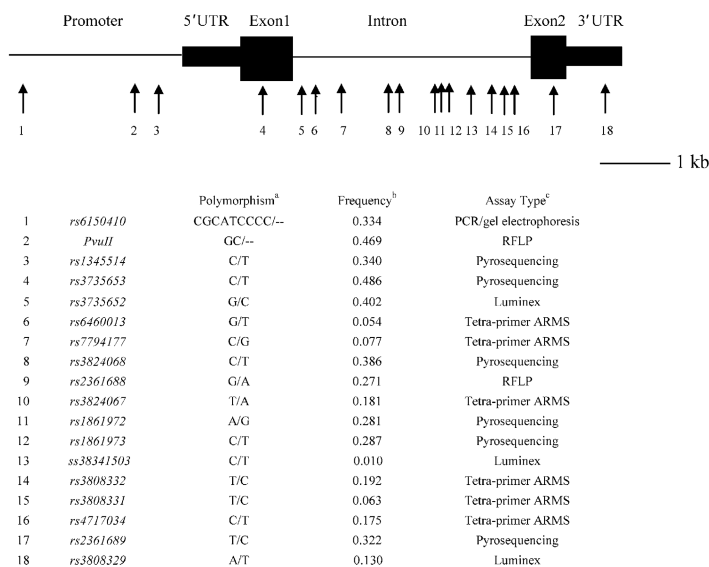 Promoter 5′UTR Exon1 Intron Exon2 3′UTR
1 2 3 4 5 6 7 8 9 10 11 12 13 14 15 16 17 18
1 kb
Polymorphismᵃ Frequencyᵇ Assay Typeᶜ
1 rs6150410 CGCATCCCC/-- 0.334 PCR/gel electrophoresis
2 PvuII GC/-- 0.469 RFLP
3 rs1345514 C/T 0.340 Pyrosequencing
4 rs3735653 C/T 0.486 Pyrosequencing
5 rs3735652 G/C 0.402 Luminex
6 rs6460013 G/T 0.054 Tetra-primer ARMS
7 rs7794177 C/G 0.077 Tetra-primer ARMS
8 rs3824068 C/T 0.386 Pyrosequencing
9 rs2361688 G/A 0.271 RFLP
10 rs3824067 T/A 0.181 Tetra-primer ARMS
11 rs1861972 A/G 0.281 Pyrosequencing
12 rs1861973 C/T 0.287 Pyrosequencing
13 ss38341503 C/T 0.010 Luminex
14 rs3808332 T/C 0.192 Tetra-primer ARMS
15 rs3808331 T/C 0.063 Tetra-primer ARMS
16 rs4717034 C/T 0.175 Tetra-primer ARMS
17 rs2361689 T/C 0.322 Pyrosequencing
18 rs3808329 A/T 0.130 Luminex